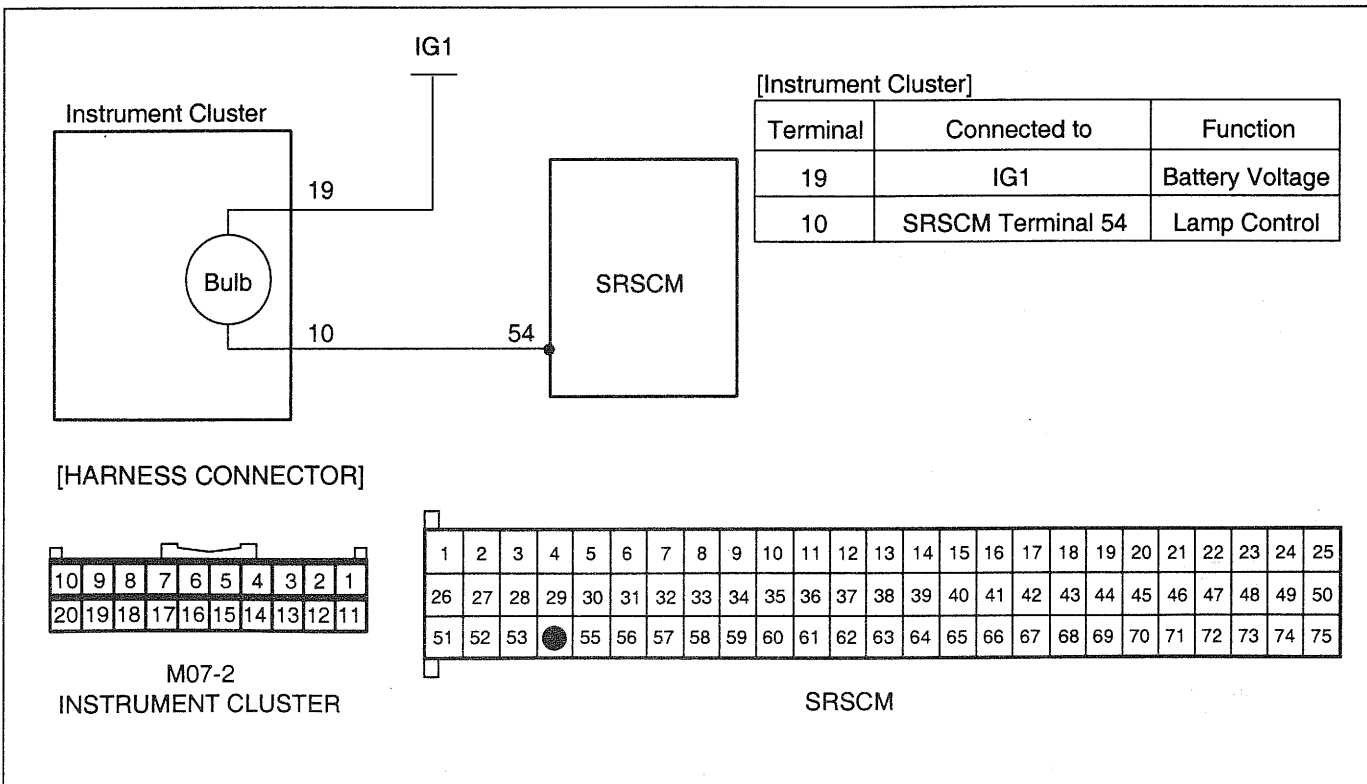 IG1
Instrument Cluster
19
Bulb
10
54
SRSCM
[Instrument Cluster]
Terminal Connected to Function
19 IG1 Battery Voltage
10 SRSCM Terminal 54 Lamp Control
[HARNESS CONNECTOR]
10 9 8 7 6 5 4 3 2 1
20 19 18 17 16 15 14 13 12 11
M07-2
INSTRUMENT CLUSTER
1 2 3 4 5 6 7 8 9 10 11 12 13 14 15 16 17 18 19 20 21 22 23 24 25
26 27 28 29 30 31 32 33 34 35 36 37 38 39 40 41 42 43 44 45 46 47 48 49 50
51 52 53 55 56 57 58 59 60 61 62 63 64 65 66 67 68 69 70 71 72 73 74 75
SRSCM